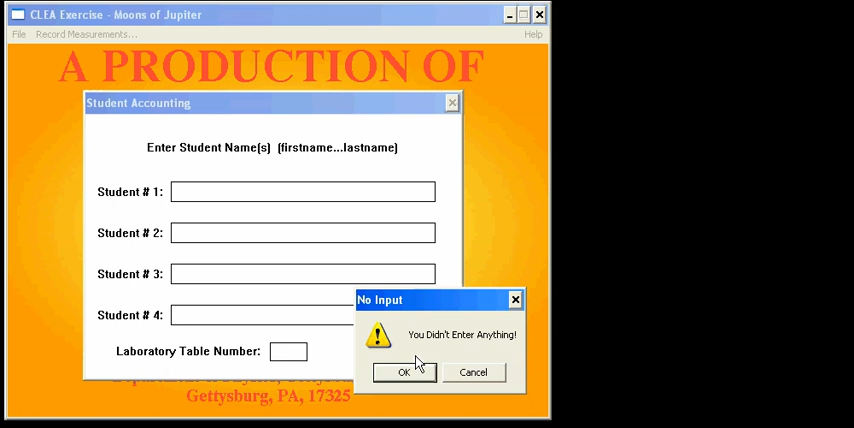 CLEA Exercise - Moons of Jupiter
File Record Measurements... Help
A PRODUCTION OF
Student Accounting
Enter Student Name(s) (firstname...lastname)
Student # 1:
Student # 2:
Student # 3:
Student # 4:
Laboratory Table Number:
No Input
You Didn't Enter Anything!
OK Cancel
Gettysburg, PA, 17325